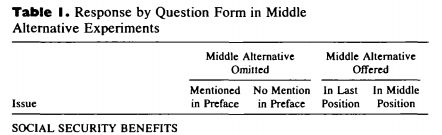 Table 1. Response by Question Form in Middle
Alternative Experiments
Middle Alternative Middle Alternative
Omitted Offered
Mentioned No Mention In Last In Middle
Issue in Preface in Preface Position Position
SOCIAL SECURITY BENEFITS